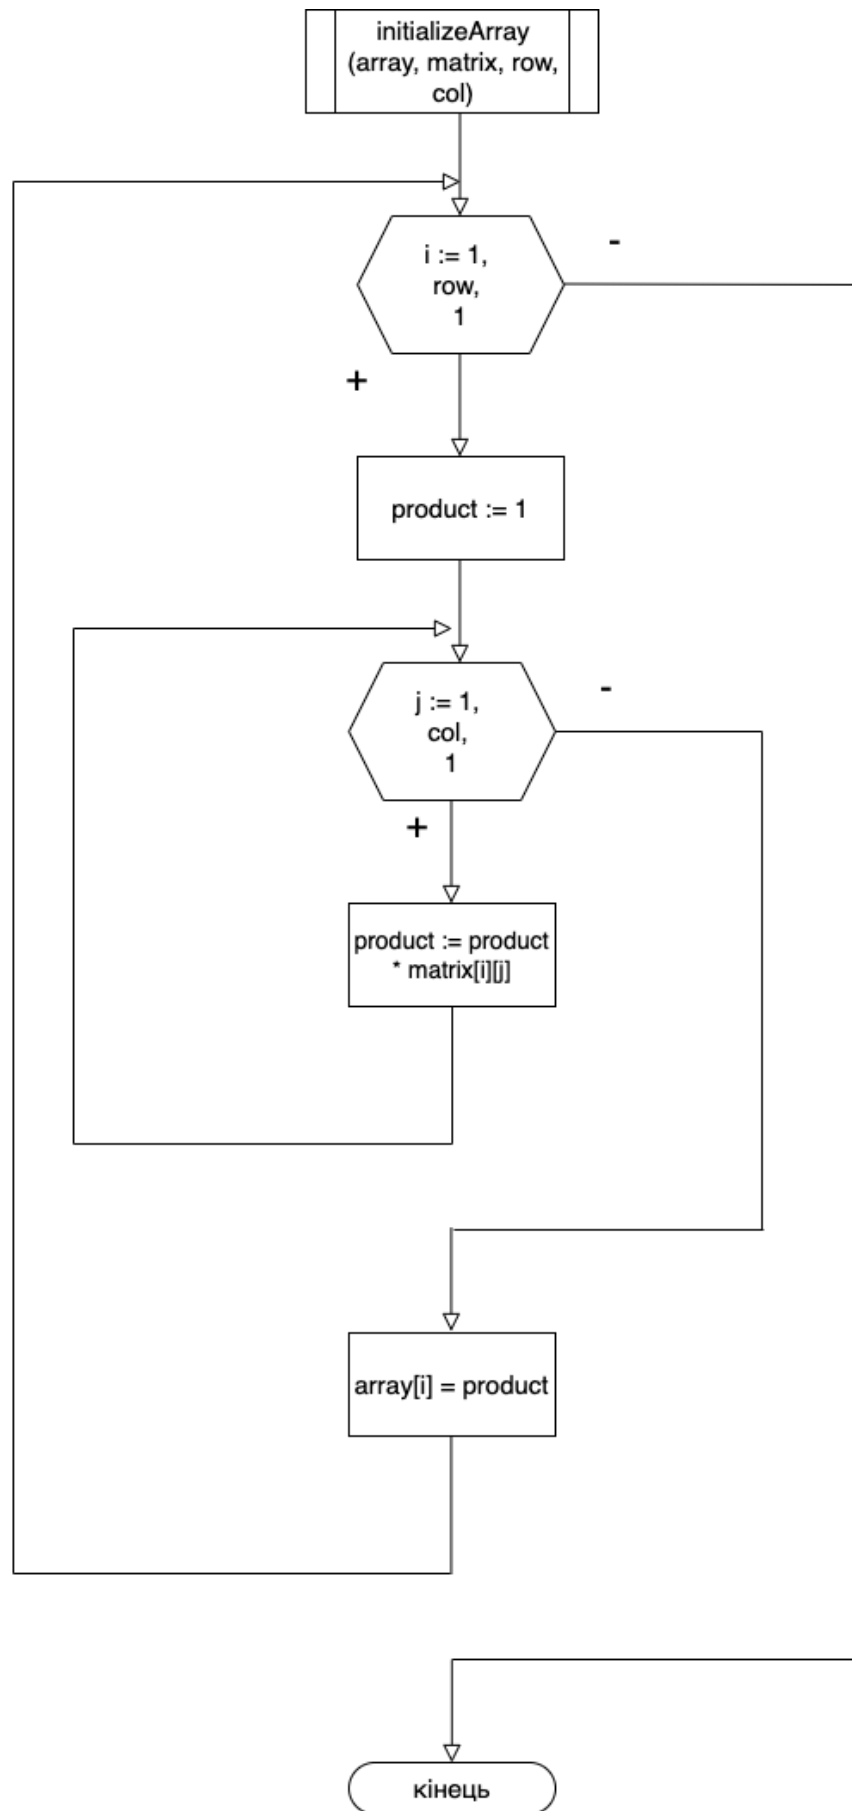 initializeArray
(array, matrix, row,
col)
i := 1,
row,
1
-
+
product := 1
j := 1,
col,
1
-
+
product := product
* matrix[i][j]
array[i] = product
кінець